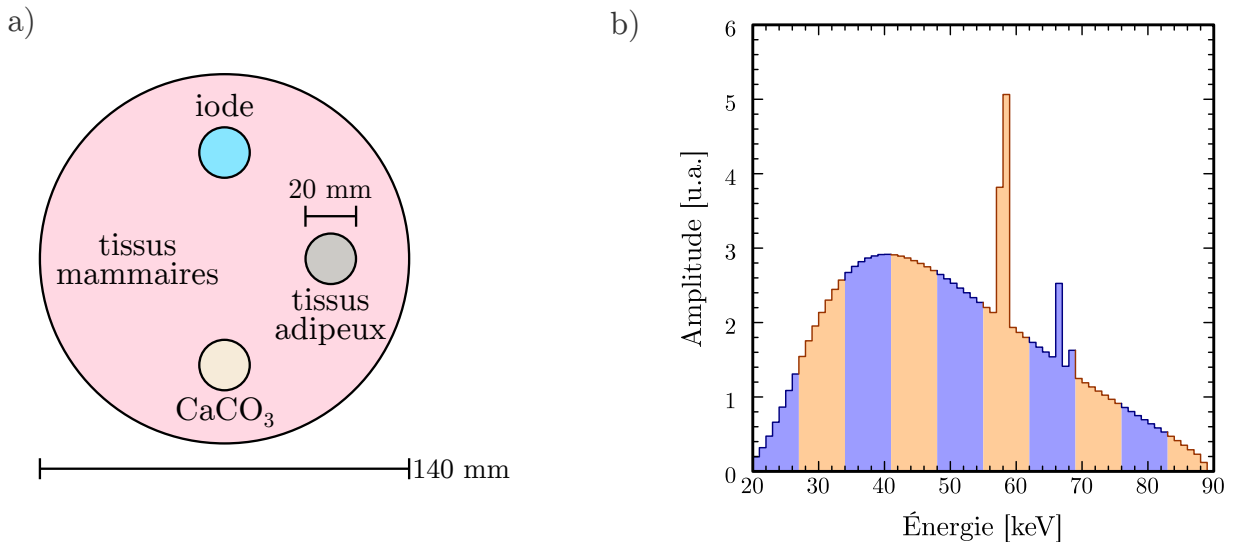 a)
iode
20 mm
tissus
mammaires
tissus
adipeux
CaCO₃
140 mm
b)
6
5
4
3
2
1
0
Amplitude [u.a.]
20 30 40 50 60 70 80 90
Énergie [keV]